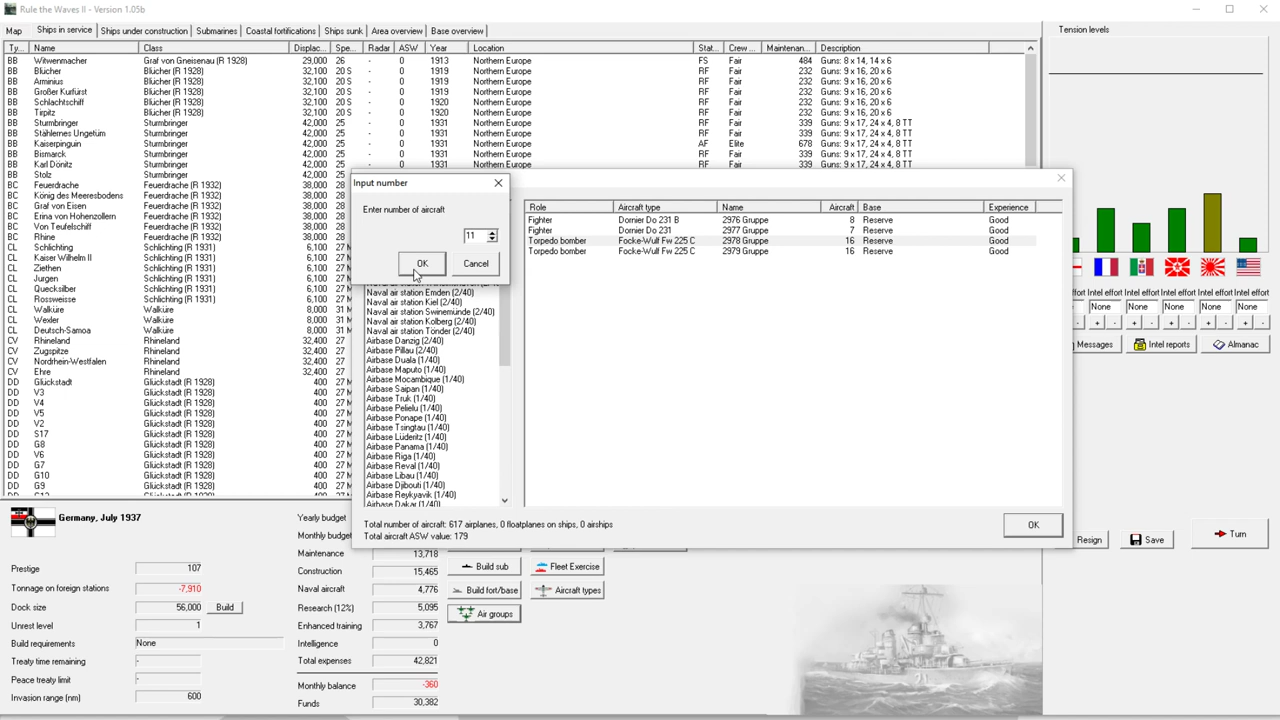 Rule the Waves II - Version 1.05b
Map Ships in service Ships under construction Submarines Coastal fortifications Ships sunk Area overview Base overview
Ty... Name Class Displac... Spe... Radar ASW Year Location Stat... Crew ... Maintenan... Description
BB Witwenmacher Graf von Gneisenau (R 1928) 29,000 26 - 0 1913 Northern Europe FS Fair 484 Guns: 8 x 14, 14 x 6
BB Blücher Blücher (R 1928) 32,100 20 S - 0 1919 Northern Europe RF Fair 232 Guns: 9 x 16, 20 x 6
BB Arminius Blücher (R 1928) 32,100 20 S - 0 1919 Northern Europe RF Fair 232 Guns: 9 x 16, 20 x 6
BB Großer Kurfürst Blücher (R 1928) 32,100 20 S - 0 1919 Northern Europe RF Fair 232 Guns: 9 x 16, 20 x 6
BB Schlachtschiff Blücher (R 1928) 32,100 20 S - 0 1920 Northern Europe RF Fair 232 Guns: 9 x 16, 20 x 6
BB Tirpitz Blücher (R 1928) 32,100 20 S - 0 1920 Northern Europe RF Fair 232 Guns: 9 x 16, 20 x 6
BB Sturmbringer Sturmbringer 42,000 25 - 0 1931 Northern Europe RF Fair 339 Guns: 9 x 17, 24 x 4, 8 TT
BB Stählernes Ungetüm Sturmbringer 42,000 25 - 0 1931 Northern Europe RF Fair 339 Guns: 9 x 17, 24 x 4, 8 TT
BB Kaiserpinguin Sturmbringer 42,000 25 - 0 1931 Northern Europe AF Elite 678 Guns: 9 x 17, 24 x 4, 8 TT
BB Bismarck Sturmbringer 42,000 25 - 0 1931 Northern Europe RF Fair 339 Guns: 9 x 17, 24 x 4, 8 TT
BB Karl Dönitz Sturmbringer 42,000 25 - 0 1931 Northern Europe RF Fair 339 Guns: 9 x 17, 24 x 4, 8 TT
BB Stolz Sturmbringer 42,000 25
BC Feuerdrache Feuerdrache (R 1932) 38,000 28
BC König des Meeresbodens Feuerdrache (R 1932) 38,000 28
BC Graf von Eisen Feuerdrache (R 1932) 38,000 28
BC Erina von Hohenzollern Feuerdrache (R 1932) 38,000 28
BC Von Teufelschiff Feuerdrache (R 1932) 38,000 28
BC Rhine Feuerdrache (R 1932) 38,000 28
CL Schlichting Schlichting (R 1931) 6,100 27
CL Kaiser Wilhelm II Schlichting (R 1931) 6,100 27
CL Ziethen Schlichting (R 1931) 6,100 27
CL Jurgen Schlichting (R 1931) 6,100 27
CL Quecksilber Schlichting (R 1931) 6,100 27
CL Rossweisse Schlichting (R 1931) 6,100 27
CL Walküre Walküre 8,000 31 M
CL Wexler Walküre 8,000 31 M
CL Deutsch-Samoa Walküre 8,000 31 M
CV Rhineland Rhineland 32,400 27
CV Zugspitze Rhineland 32,400 27
CV Nordrhein-Westfalen Rhineland 32,400 27
CV Ehre Rhineland 32,400 27
DD Glückstadt Glückstadt (R 1928) 400 27 M
DD V3 Glückstadt (R 1928) 400 27 M
DD V4 Glückstadt (R 1928) 400 27 M
DD V5 Glückstadt (R 1928) 400 27 M
DD V2 Glückstadt (R 1928) 400 27 M
DD S17 Glückstadt (R 1928) 400 27 M
DD G8 Glückstadt (R 1928) 400 27 M
DD V6 Glückstadt (R 1928) 400 27 M
DD G7 Glückstadt (R 1928) 400 27 M
DD G10 Glückstadt (R 1928) 400 27 M
DD G9 Glückstadt (R 1928) 400 27 M
Input number
Enter number of aircraft
11
OK Cancel
Naval air station Emden (2/40)
Naval air station Kiel (2/40)
Naval air station Swinemünde (2/40)
Naval air station Kolberg (2/40)
Naval air station Tönder (2/40)
Airbase Danzig (2/40)
Airbase Pillau (2/40)
Airbase Duala (1/40)
Airbase Maputo (1/40)
Airbase Mocambique (1/40)
Airbase Saipan (1/40)
Airbase Truk (1/40)
Airbase Pelielu (1/40)
Airbase Ponape (1/40)
Airbase Tsingtau (1/40)
Airbase Lüderitz (1/40)
Airbase Panama (1/40)
Airbase Riga (1/40)
Airbase Reval (1/40)
Airbase Libau (1/40)
Airbase Djibouti (1/40)
Airbase Reykyavik (1/40)
Airbase Dakar (1/40)
Role Aircraft type Name Aircraft Base Experience
Fighter Dornier Do 231 B 2976 Gruppe 8 Reserve Good
Fighter Dornier Do 231 2977 Gruppe 7 Reserve Good
Torpedo bomber Focke-Wulf Fw 225 C 2978 Gruppe 16 Reserve Good
Torpedo bomber Focke-Wulf Fw 225 C 2979 Gruppe 16 Reserve Good
Total number of aircraft: 617 airplanes, 0 floatplanes on ships, 0 airships
Total aircraft ASW value: 179
OK
Tension levels
effort Intel effort Intel effort Intel effort Intel effort
None None None None
- + - + - + - + -
Messages Intel reports Almanac
Resign Save Turn
Germany, July 1937
Prestige 107
Tonnage on foreign stations -7,910
Dock size 56,000 Build
Unrest level 1
Build requirements None
Treaty time remaining -
Peace treaty limit -
Invasion range (nm) 600
Yearly budget
Monthly budget
Maintenance 13,718
Construction 15,465
Naval aircraft 4,776
Research (12%) 5,095
Enhanced training 3,767
Intelligence 0
Total expenses 42,821
Monthly balance -360
Funds 30,382
Build sub Fleet Exercise
Build fort/base Aircraft types
Air groups